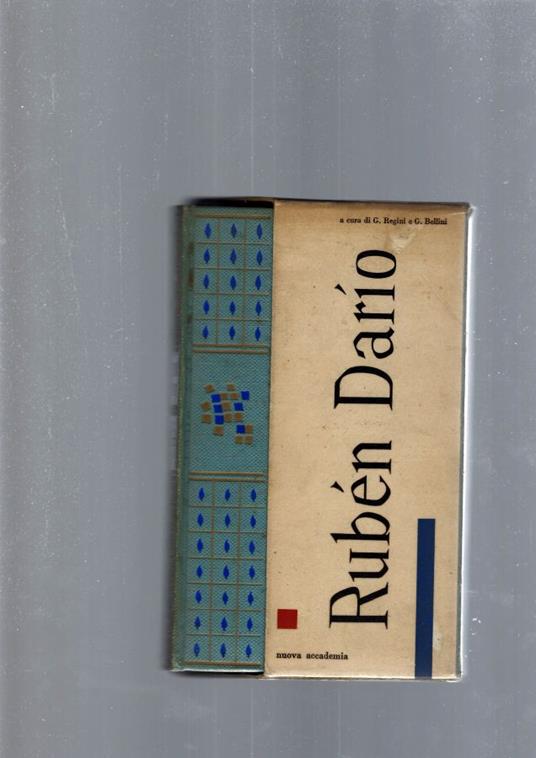 a cura di G. Regini e G. Bellini
Rubén Darío
nuova accademia